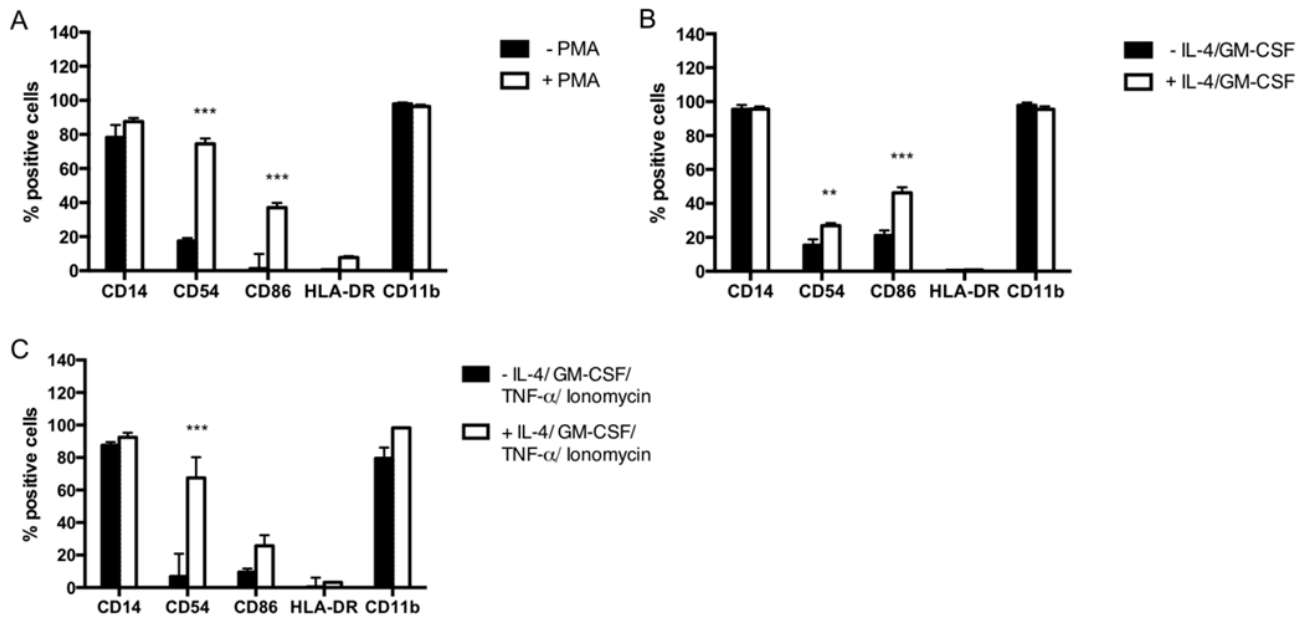 A
140
120
100
80
60
40
20
0
% positive cells
***
***
CD14 CD54 CD86 HLA-DR CD11b
- PMA
+ PMA
B
140
120
100
80
60
40
20
0
% positive cells
**
***
CD14 CD54 CD86 HLA-DR CD11b
- IL-4/GM-CSF
+ IL-4/GM-CSF
C
140
120
100
80
60
40
20
0
% positive cells
***
CD14 CD54 CD86 HLA-DR CD11b
- IL-4/ GM-CSF/
TNF-α/ Ionomycin
+ IL-4/ GM-CSF/
TNF-α/ Ionomycin